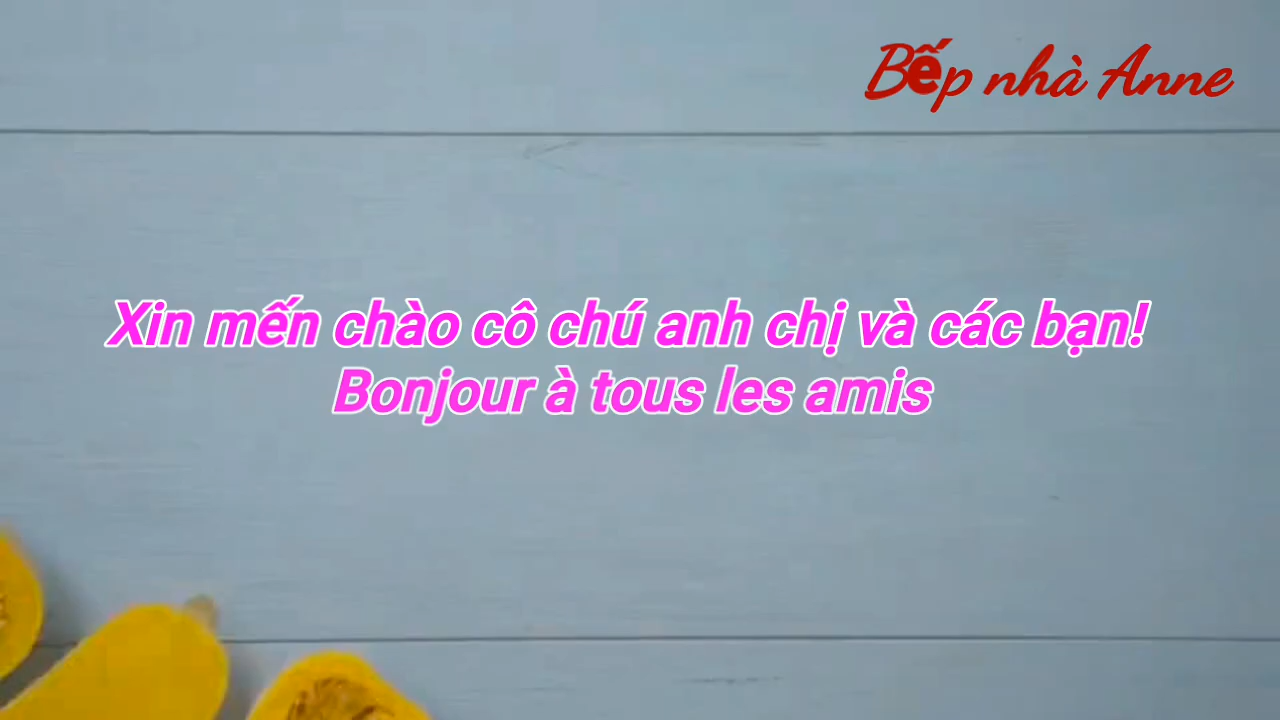 Bếp nhà Anne
Xin mến chào cô chú anh chị và các bạn!
Bonjour à tous les amis